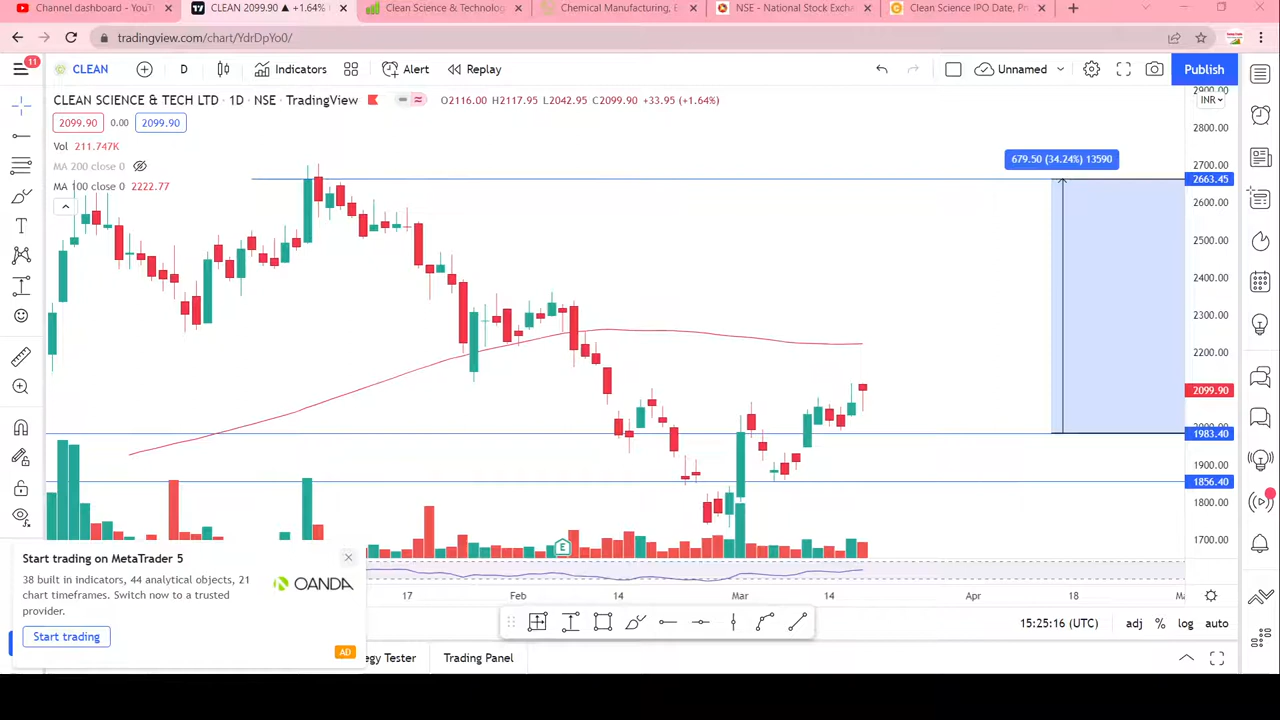 Channel dashboard - YouT
CLEAN 2099.90 ▲ +1.64%
Clean Science & Technolog
Chemical Manufacturing, E
NSE - National Stock Exch
Clean Science IPO Date, Pr
tradingview.com/chart/YdrDpYo0/
11
CLEAN
D
Indicators
Alert
Replay
Unnamed
Publish
CLEAN SCIENCE & TECH LTD · 1D · NSE · TradingView
O2116.00 H2117.95 L2042.95 C2099.90 +33.95 (+1.64%)
INR
2099.90
0.00
2099.90
Vol 211.747K
MA 200 close 0
MA 100 close 0 2222.77
679.50 (34.24%) 13590
2900.00
2800.00
2700.00
2663.45
2600.00
2500.00
2400.00
2300.00
2200.00
2099.90
2000.00
1983.40
1900.00
1856.40
1800.00
1700.00
E
Start trading on MetaTrader 5
38 built in indicators, 44 analytical objects, 21
chart timeframes. Switch now to a trusted
provider.
OANDA
Start trading
AD
17
Feb
14
Mar
14
Apr
18
15:25:16 (UTC)
adj
%
log
auto
egy Tester
Trading Panel